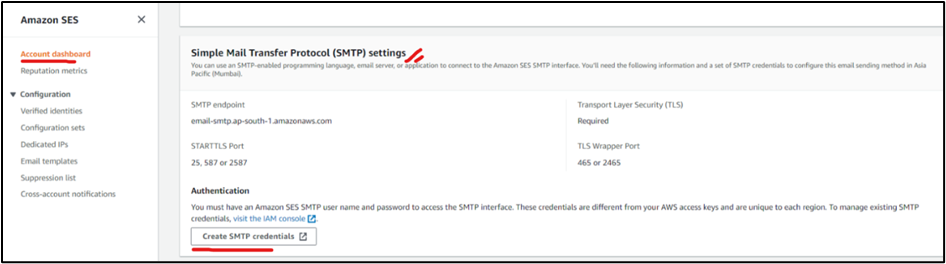 Amazon SES
Account dashboard
Reputation metrics
Configuration
Verified identities
Configuration sets
Dedicated IPs
Email templates
Suppression list
Cross-account notifications
Simple Mail Transfer Protocol (SMTP) settings
You can use an SMTP-enabled programming language, email server, or application to connect to the Amazon SES SMTP interface. You'll need the following information and a set of SMTP credentials to configure this email sending method in Asia
Pacific (Mumbai).
SMTP endpoint
email-smtp.ap-south-1.amazonaws.com
Transport Layer Security (TLS)
Required
STARTTLS Port
25, 587 or 2587
TLS Wrapper Port
465 or 2465
Authentication
You must have an Amazon SES SMTP user name and password to access the SMTP interface. These credentials are different from your AWS access keys and are unique to each region. To manage existing SMTP
credentials, visit the IAM console.
Create SMTP credentials